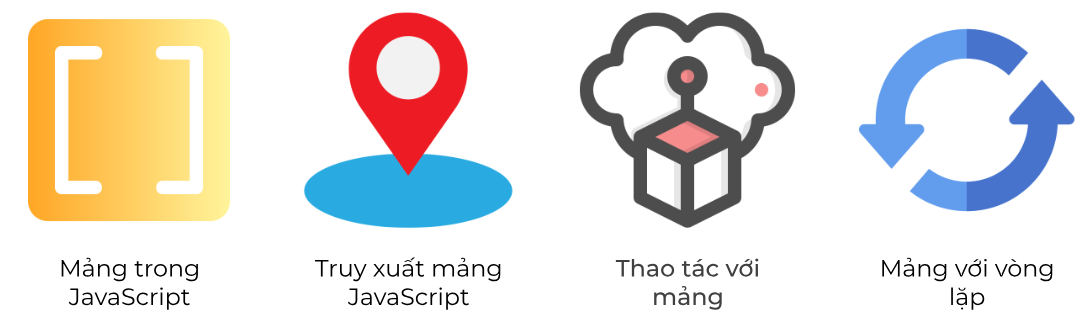 Mảng trong
JavaScript
Truy xuất mảng
JavaScript
Thao tác với
mảng
Mảng với vòng
lặp